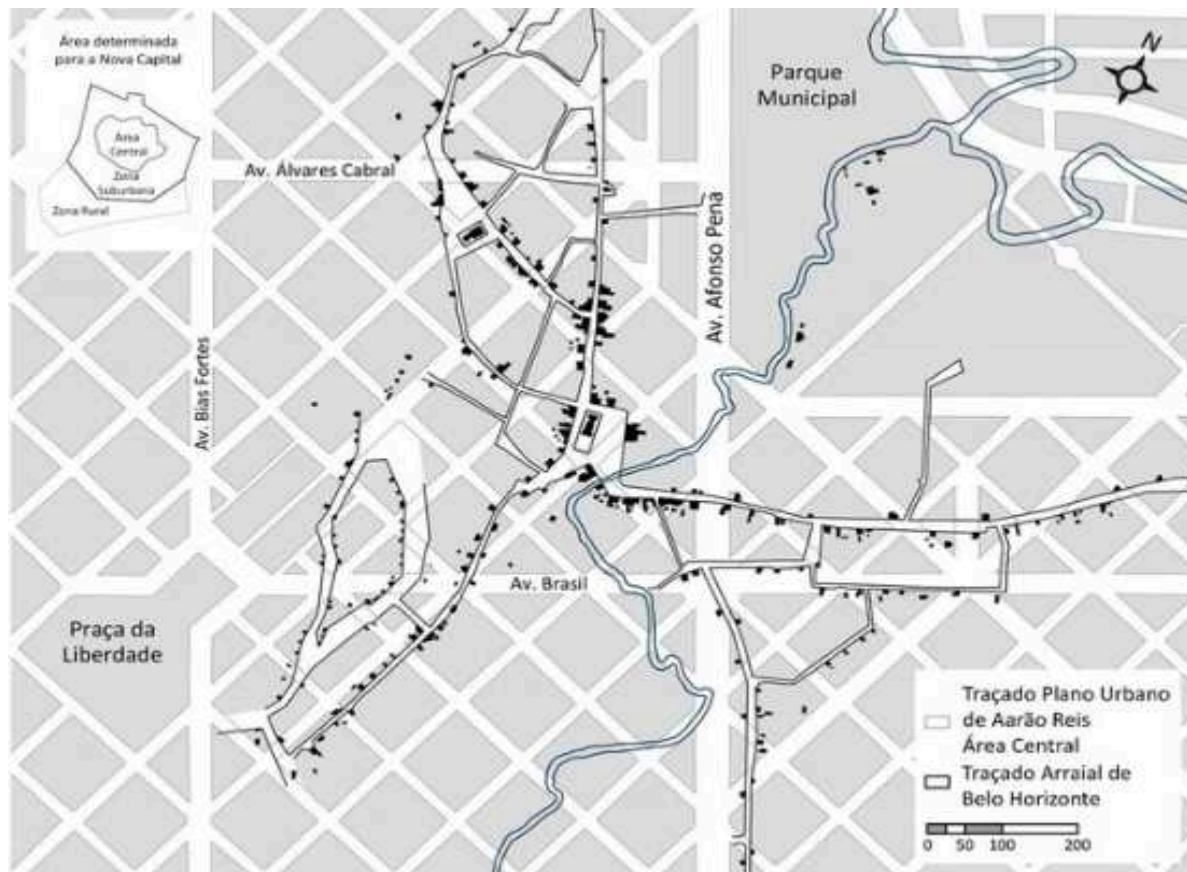 Área determinada
para a Nova Capital
Área
Central
Zona
Suburbana
Zona Rural
Av. Álvares Cabral
Parque
Municipal
N
Av. Afonso Pena
Av. Bias Fortes
Av. Brasil
Praça da
Liberdade
Traçado Plano Urbano
de Aarão Reis
Área Central
Traçado Arraial de
Belo Horizonte
0 50 100 200